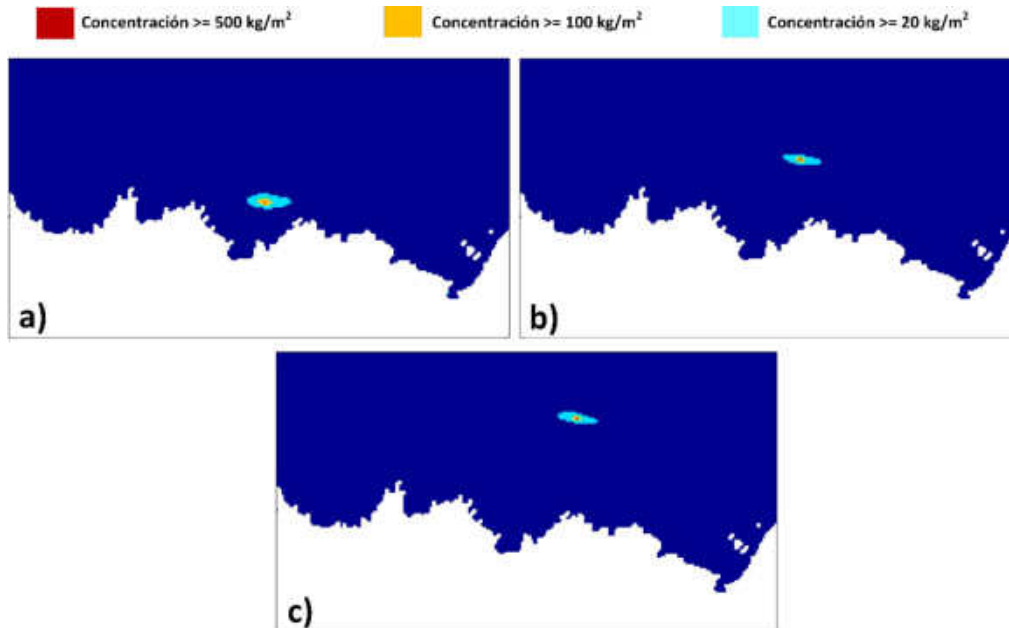 Concentración >= 500 kg/m² Concentración >= 100 kg/m² Concentración >= 20 kg/m²
a) b)
c)